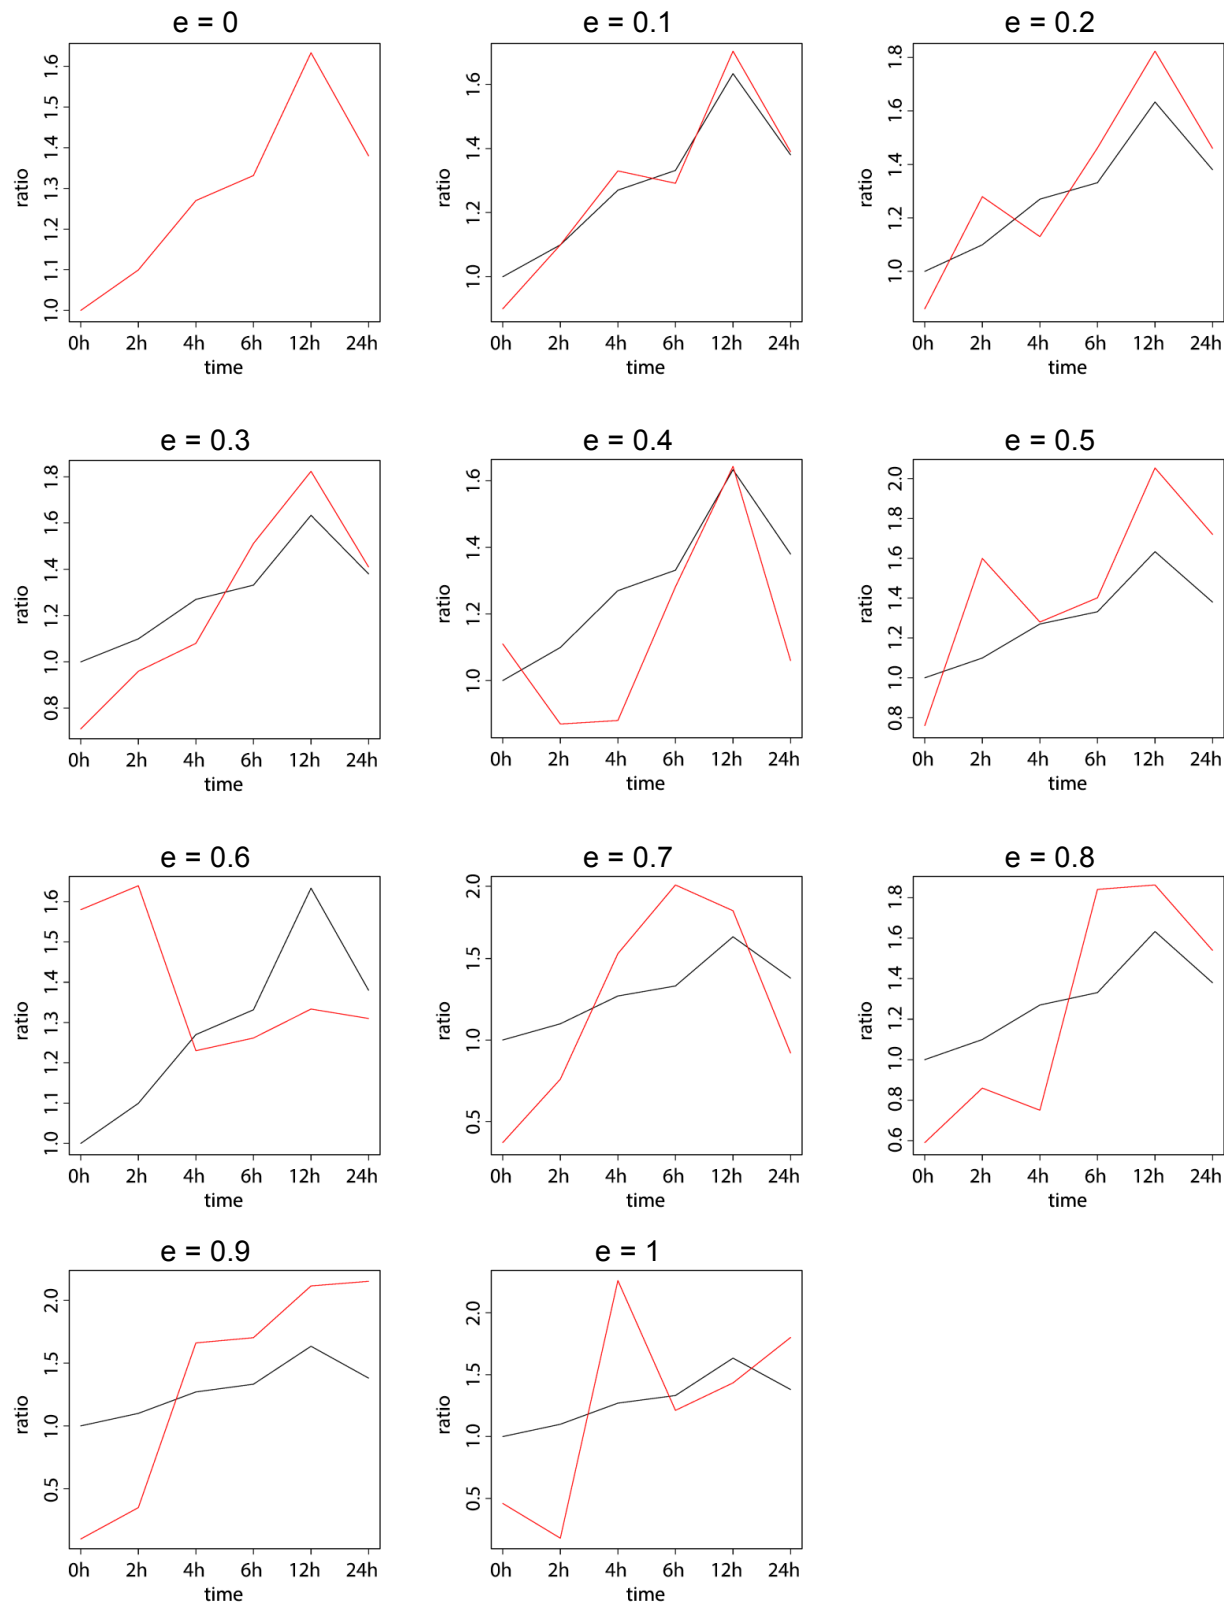 e = 0
ratio
1.0 1.1 1.2 1.3 1.4 1.5 1.6
0h 2h 4h 6h 12h 24h
time
e = 0.1
ratio
1.0 1.2 1.4 1.6
0h 2h 4h 6h 12h 24h
time
e = 0.2
ratio
1.0 1.2 1.4 1.6 1.8
0h 2h 4h 6h 12h 24h
time
e = 0.3
ratio
0.8 1.0 1.2 1.4 1.6 1.8
0h 2h 4h 6h 12h 24h
time
e = 0.4
ratio
1.0 1.2 1.4 1.6
0h 2h 4h 6h 12h 24h
time
e = 0.5
ratio
0.8 1.0 1.2 1.4 1.6 1.8 2.0
0h 2h 4h 6h 12h 24h
time
e = 0.6
ratio
1.0 1.1 1.2 1.3 1.4 1.5 1.6
0h 2h 4h 6h 12h 24h
time
e = 0.7
ratio
0.5 1.0 1.5 2.0
0h 2h 4h 6h 12h 24h
time
e = 0.8
ratio
0.6 0.8 1.0 1.2 1.4 1.6 1.8
0h 2h 4h 6h 12h 24h
time
e = 0.9
ratio
0.5 1.0 1.5 2.0
0h 2h 4h 6h 12h 24h
time
e = 1
ratio
0.5 1.0 1.5 2.0
0h 2h 4h 6h 12h 24h
time